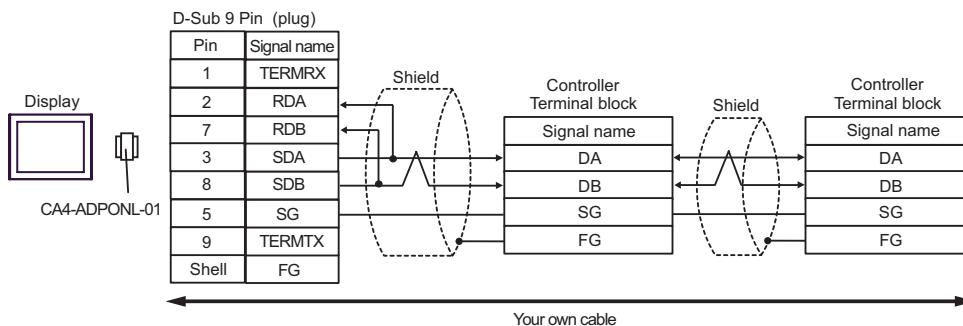 D-Sub 9 Pin (plug)
Pin Signal name
1 TERMRX
2 RDA
7 RDB
3 SDA
8 SDB
5 SG
9 TERMTX
Shell FG
Display
CA4-ADPONL-01
Shield
Controller
Terminal block
Signal name
DA
DB
SG
FG
Shield
Controller
Terminal block
Signal name
DA
DB
SG
FG
Your own cable